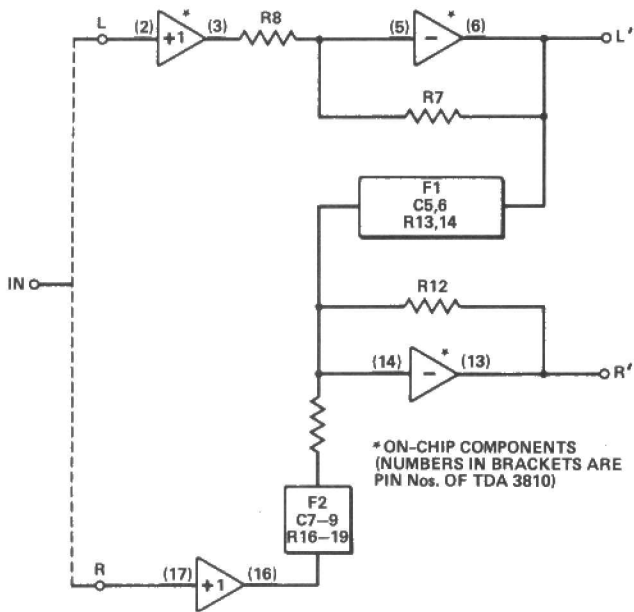 L
(2)
+1
*
(3)
R8
(5)
−
*
(6)
L'
R7
F1
C5,6
R13,14
IN
R12
(14)
−
*
(13)
R'
*ON-CHIP COMPONENTS
(NUMBERS IN BRACKETS ARE
PIN Nos. OF TDA 3810)
F2
C7–9
R16–19
R
(17)
+1
(16)